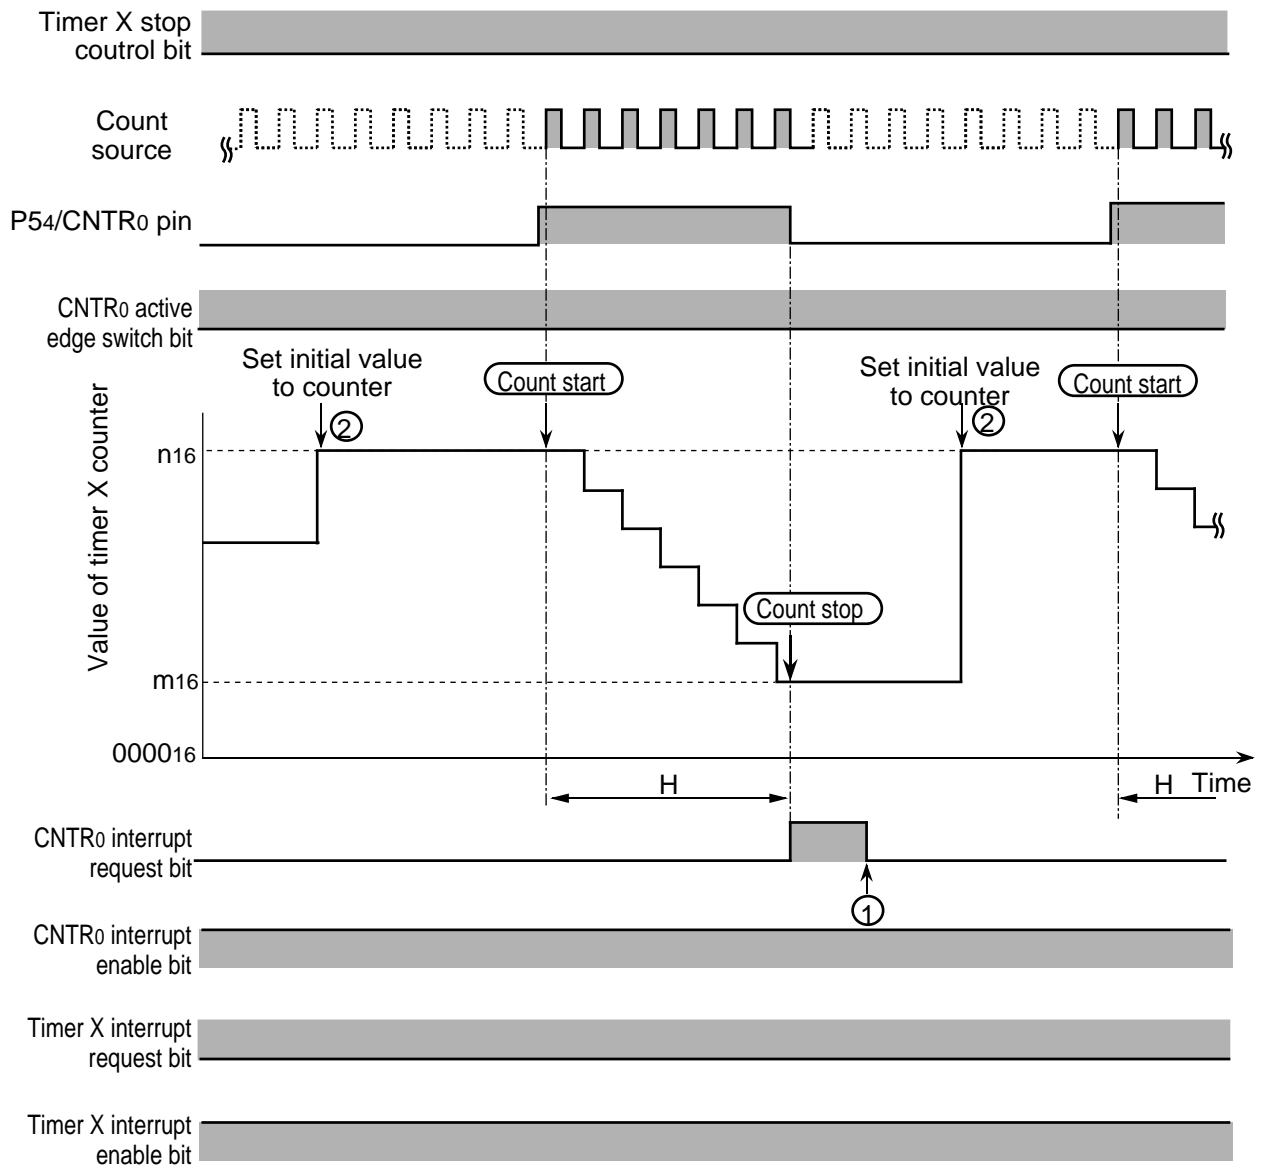 Timer X stop
coutrol bit
Count
source
P54/CNTR0 pin
CNTR0 active
edge switch bit
Set initial value
to counter
Count start
Set initial value
to counter
Count start
2
2
Value of timer X counter
n16
Count stop
m16
000016
H
H
Time
CNTR0 interrupt
request bit
1
CNTR0 interrupt
enable bit
Timer X interrupt
request bit
Timer X interrupt
enable bit